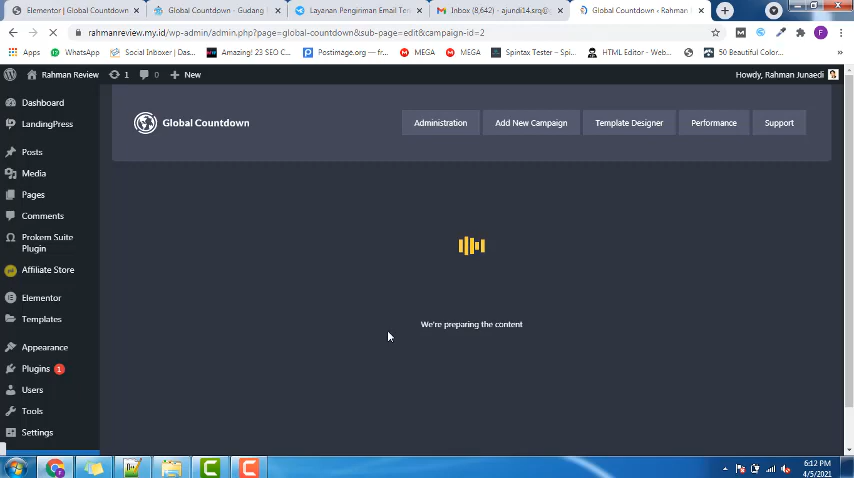 Elementor | Global Countdown
Global Countdown - Gudang
Layanan Pengiriman Email Ter
Inbox (8,642) - ajundi14.srq@
Global Countdown ‹ Rahman
rahmanreview.my.id/wp-admin/admin.php?page=global-countdown&sub-page=edit&campaign-id=2
Apps
WhatsApp
Social Inboxer | Das...
Amazing! 23 SEO C...
Postimage.org — fr...
MEGA
MEGA
Spintax Tester – Spi...
HTML Editor - Web...
50 Beautiful Color...
Rahman Review
1
0
New
Howdy, Rahman Junaedi
Dashboard
LandingPress
Posts
Media
Pages
Comments
Prokem Suite
Plugin
Affiliate Store
Elementor
Templates
Appearance
Plugins 1
Users
Tools
Settings
Global Countdown
Administration
Add New Campaign
Template Designer
Performance
Support
We're preparing the content
6:12 PM
4/5/2021